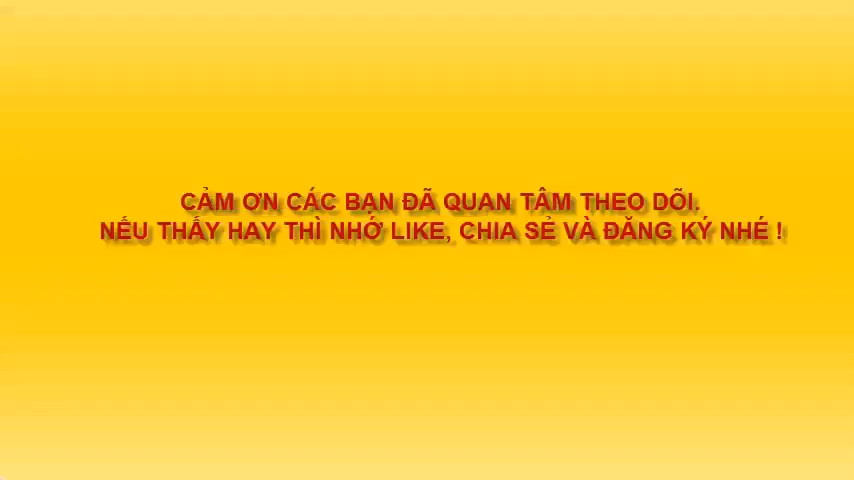 CẢM ƠN CÁC BẠN ĐÃ QUAN TÂM THEO DÕI.
NẾU THẤY HAY THÌ NHỚ LIKE, CHIA SẺ VÀ ĐĂNG KÝ NHÉ !